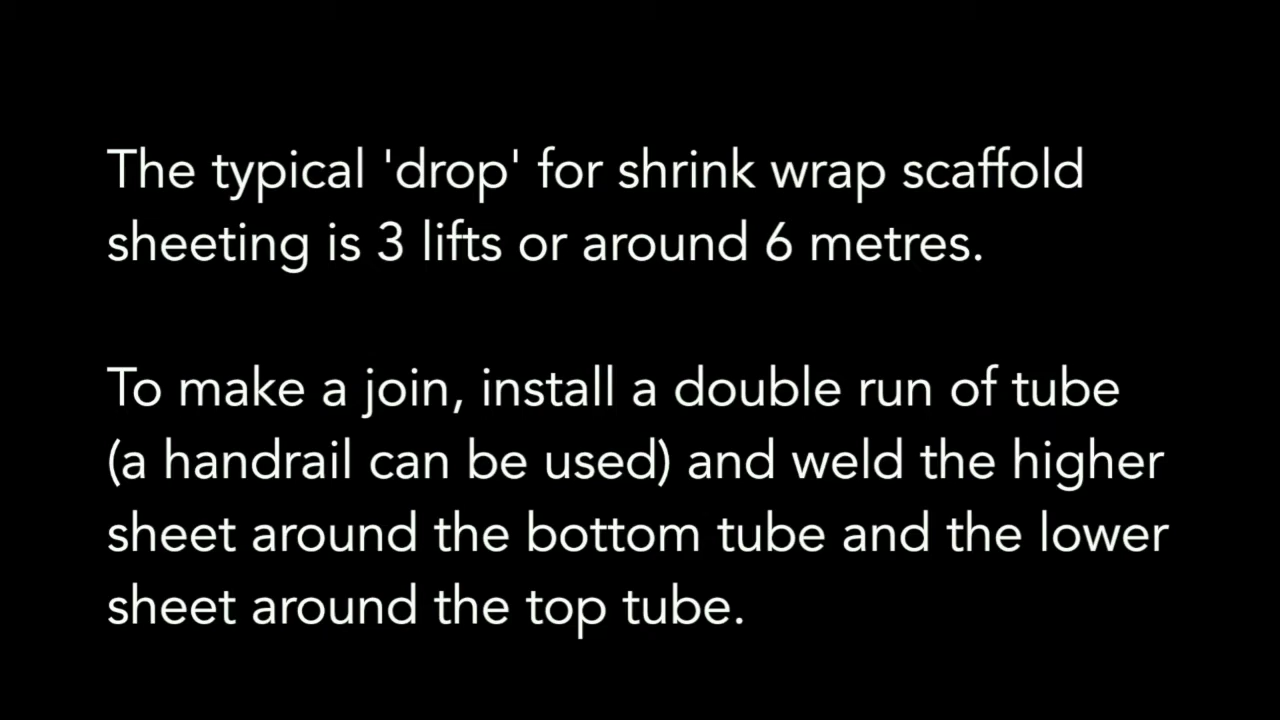 The typical 'drop' for shrink wrap scaffold
sheeting is 3 lifts or around 6 metres.
To make a join, install a double run of tube
(a handrail can be used) and weld the higher
sheet around the bottom tube and the lower
sheet around the top tube.